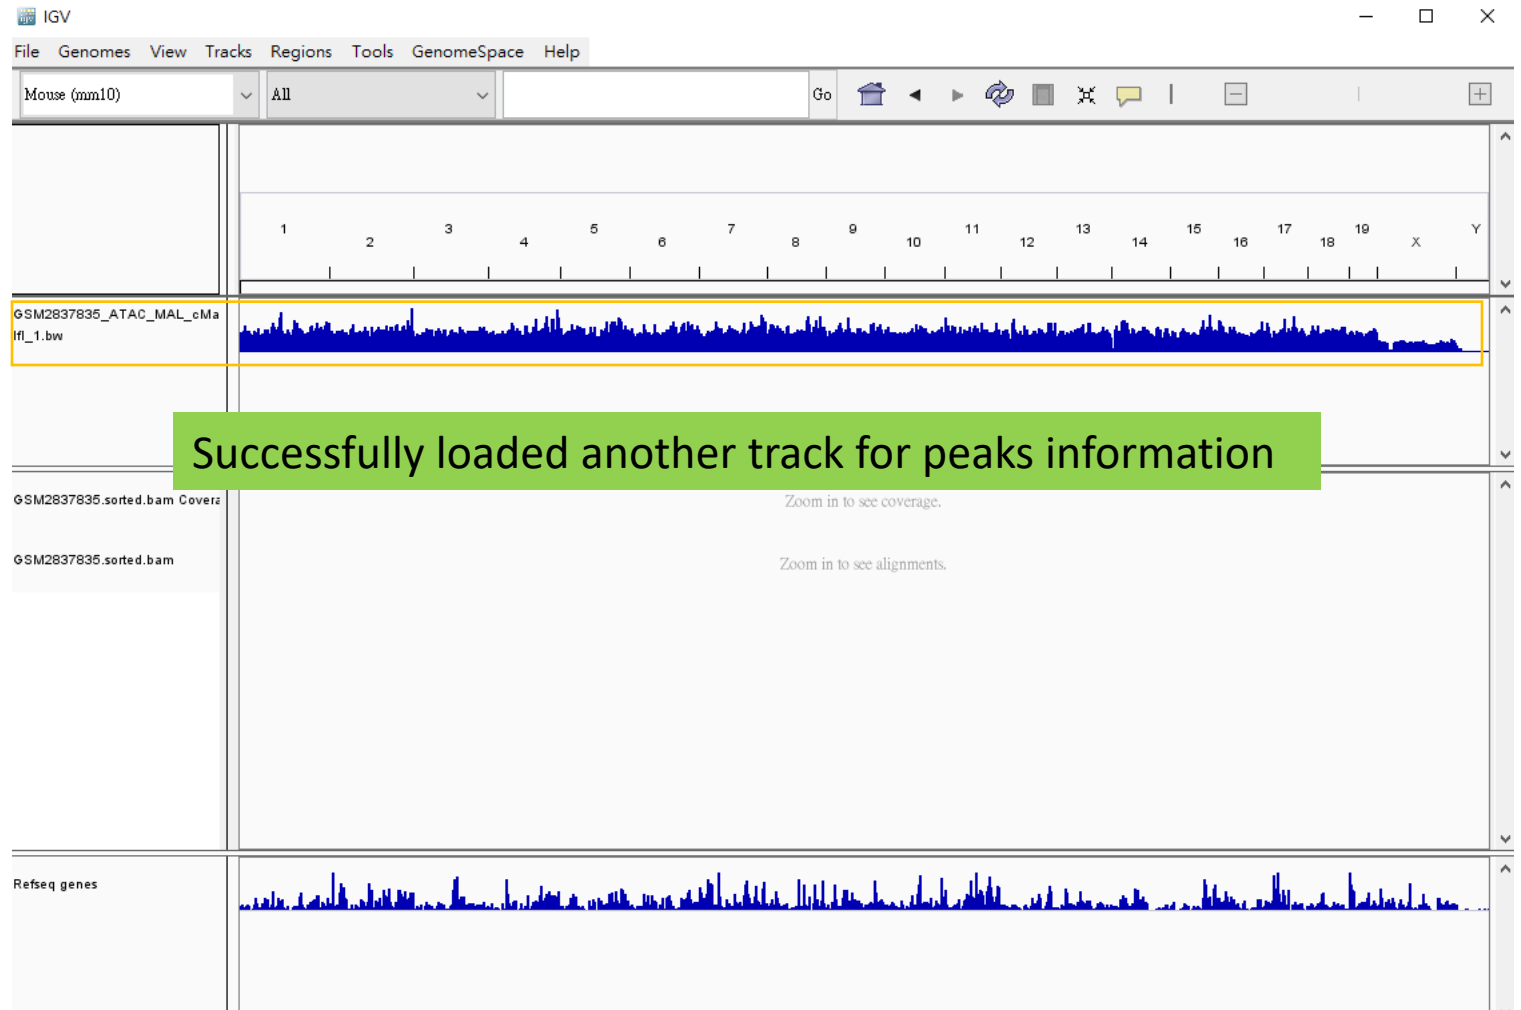 IGV
File Genomes View Tracks Regions Tools GenomeSpace Help
Mouse (mm10) All Go
1 2 3 4 5 6 7 8 9 10 11 12 13 14 15 16 17 18 19 X Y
GSM2837835_ATAC_MAL_cMa
lfl_1.bw
Successfully loaded another track for peaks information
GSM2837835.sorted.bam Covera
Zoom in to see coverage.
GSM2837835.sorted.bam
Zoom in to see alignments.
Refseq genes